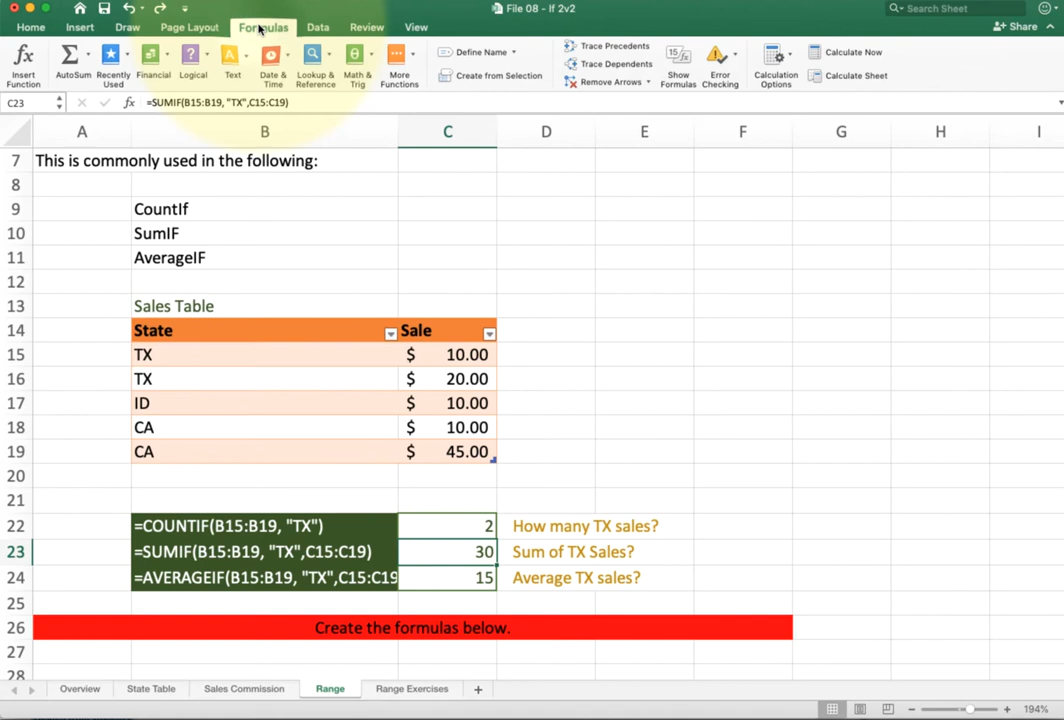 File 08 - If 2v2
Search Sheet
Home Insert Draw Page Layout Formulas Data Review View Share
Insert Function
AutoSum
Recently Used
Financial
Logical
Text
Date & Time
Lookup & Reference
Math & Trig
More Functions
Define Name
Create from Selection
Trace Precedents
Trace Dependents
Remove Arrows
Show Formulas
Error Checking
Calculation Options
Calculate Now
Calculate Sheet
C23 fx =SUMIF(B15:B19, "TX",C15:C19)
A B C D E F G H I
7 This is commonly used in the following:
8
9 CountIf
10 SumIF
11 AverageIF
12
13 Sales Table
14 State Sale
15 TX $ 10.00
16 TX $ 20.00
17 ID $ 10.00
18 CA $ 10.00
19 CA $ 45.00
20
21
22 =COUNTIF(B15:B19, "TX") 2 How many TX sales?
23 =SUMIF(B15:B19, "TX",C15:C19) 30 Sum of TX Sales?
24 =AVERAGEIF(B15:B19, "TX",C15:C19 15 Average TX sales?
25
26 Create the formulas below.
27
28
Overview State Table Sales Commission Range Range Exercises +
194%